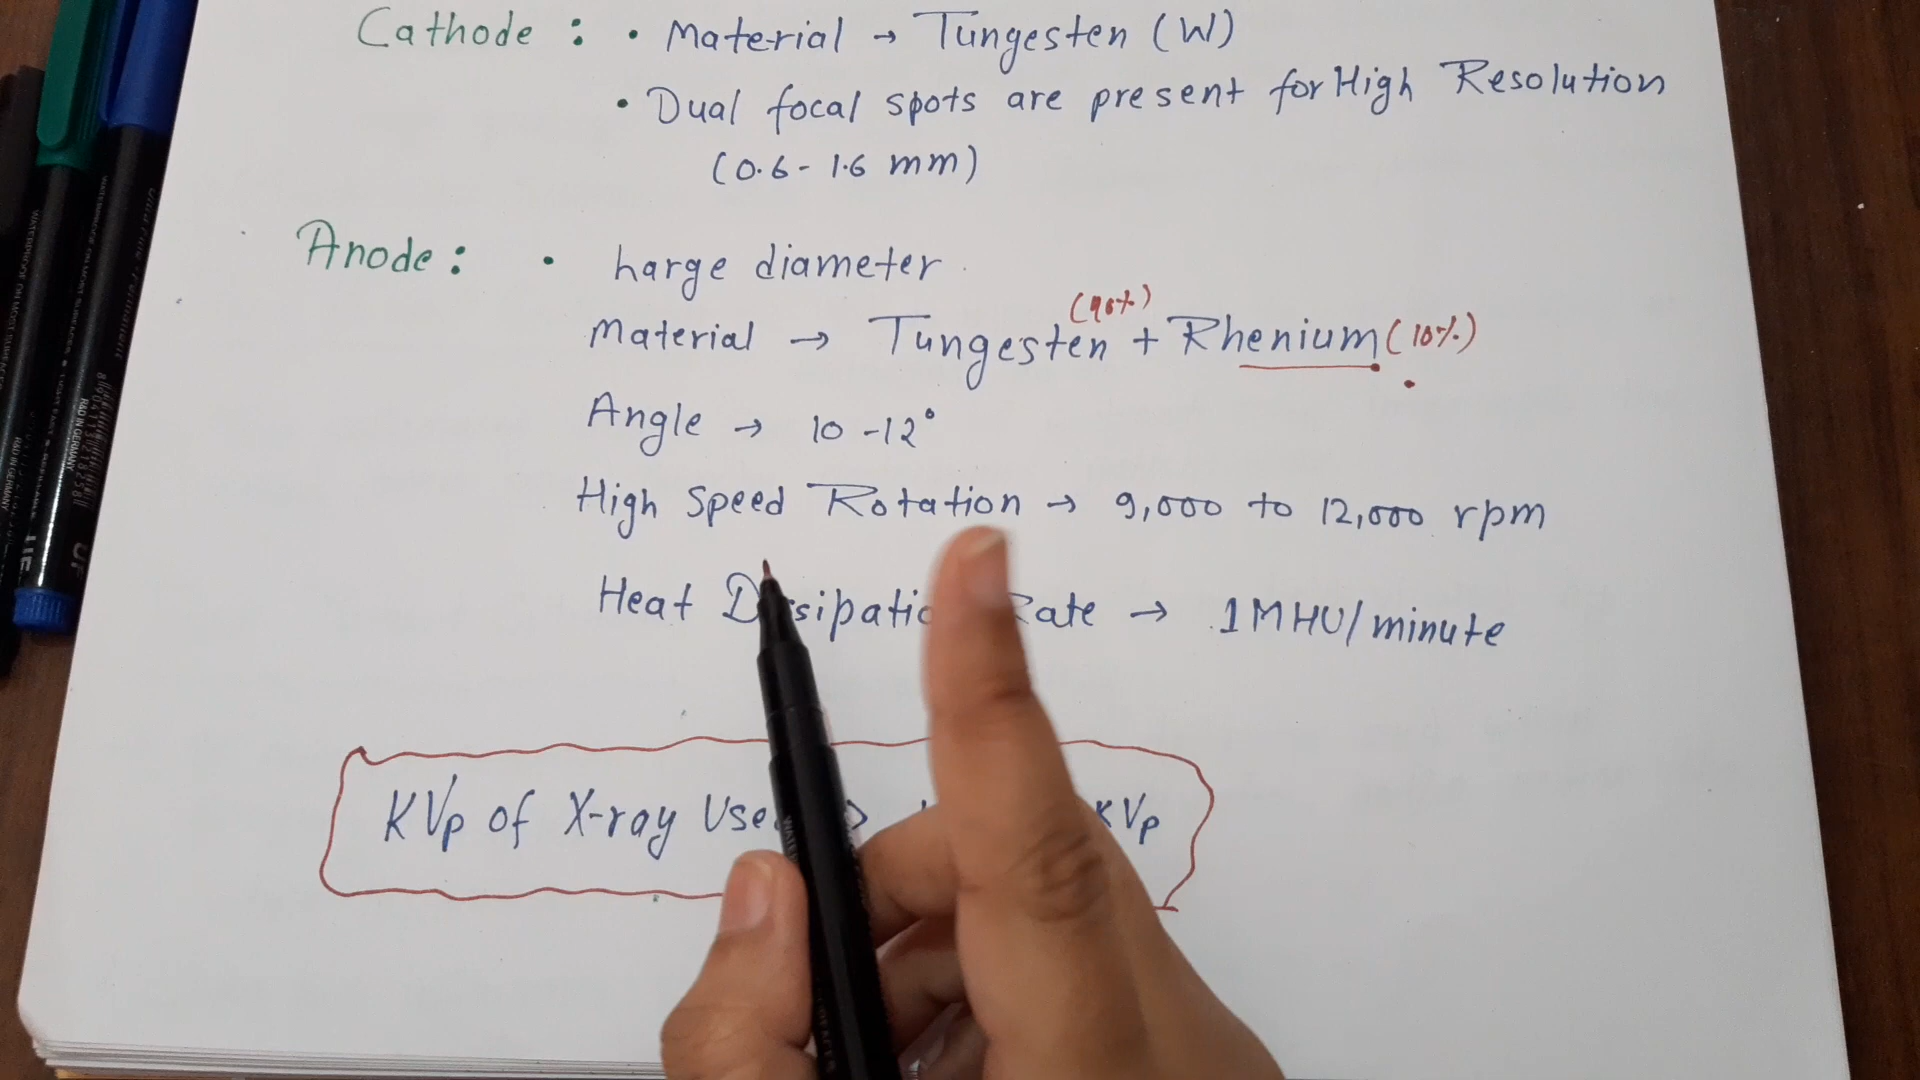 Cathode : • Material → Tungesten (W)
• Dual focal spots are present for High Resolution
(0.6 - 1.6 mm)
Anode : • Large diameter
(90%)
Material → Tungesten + Rhenium (10%)
Angle → 10 -12°
High Speed Rotation → 9,000 to 12,000 rpm
Heat Rate → 1MHU/minute
KVp of X-ray KVp